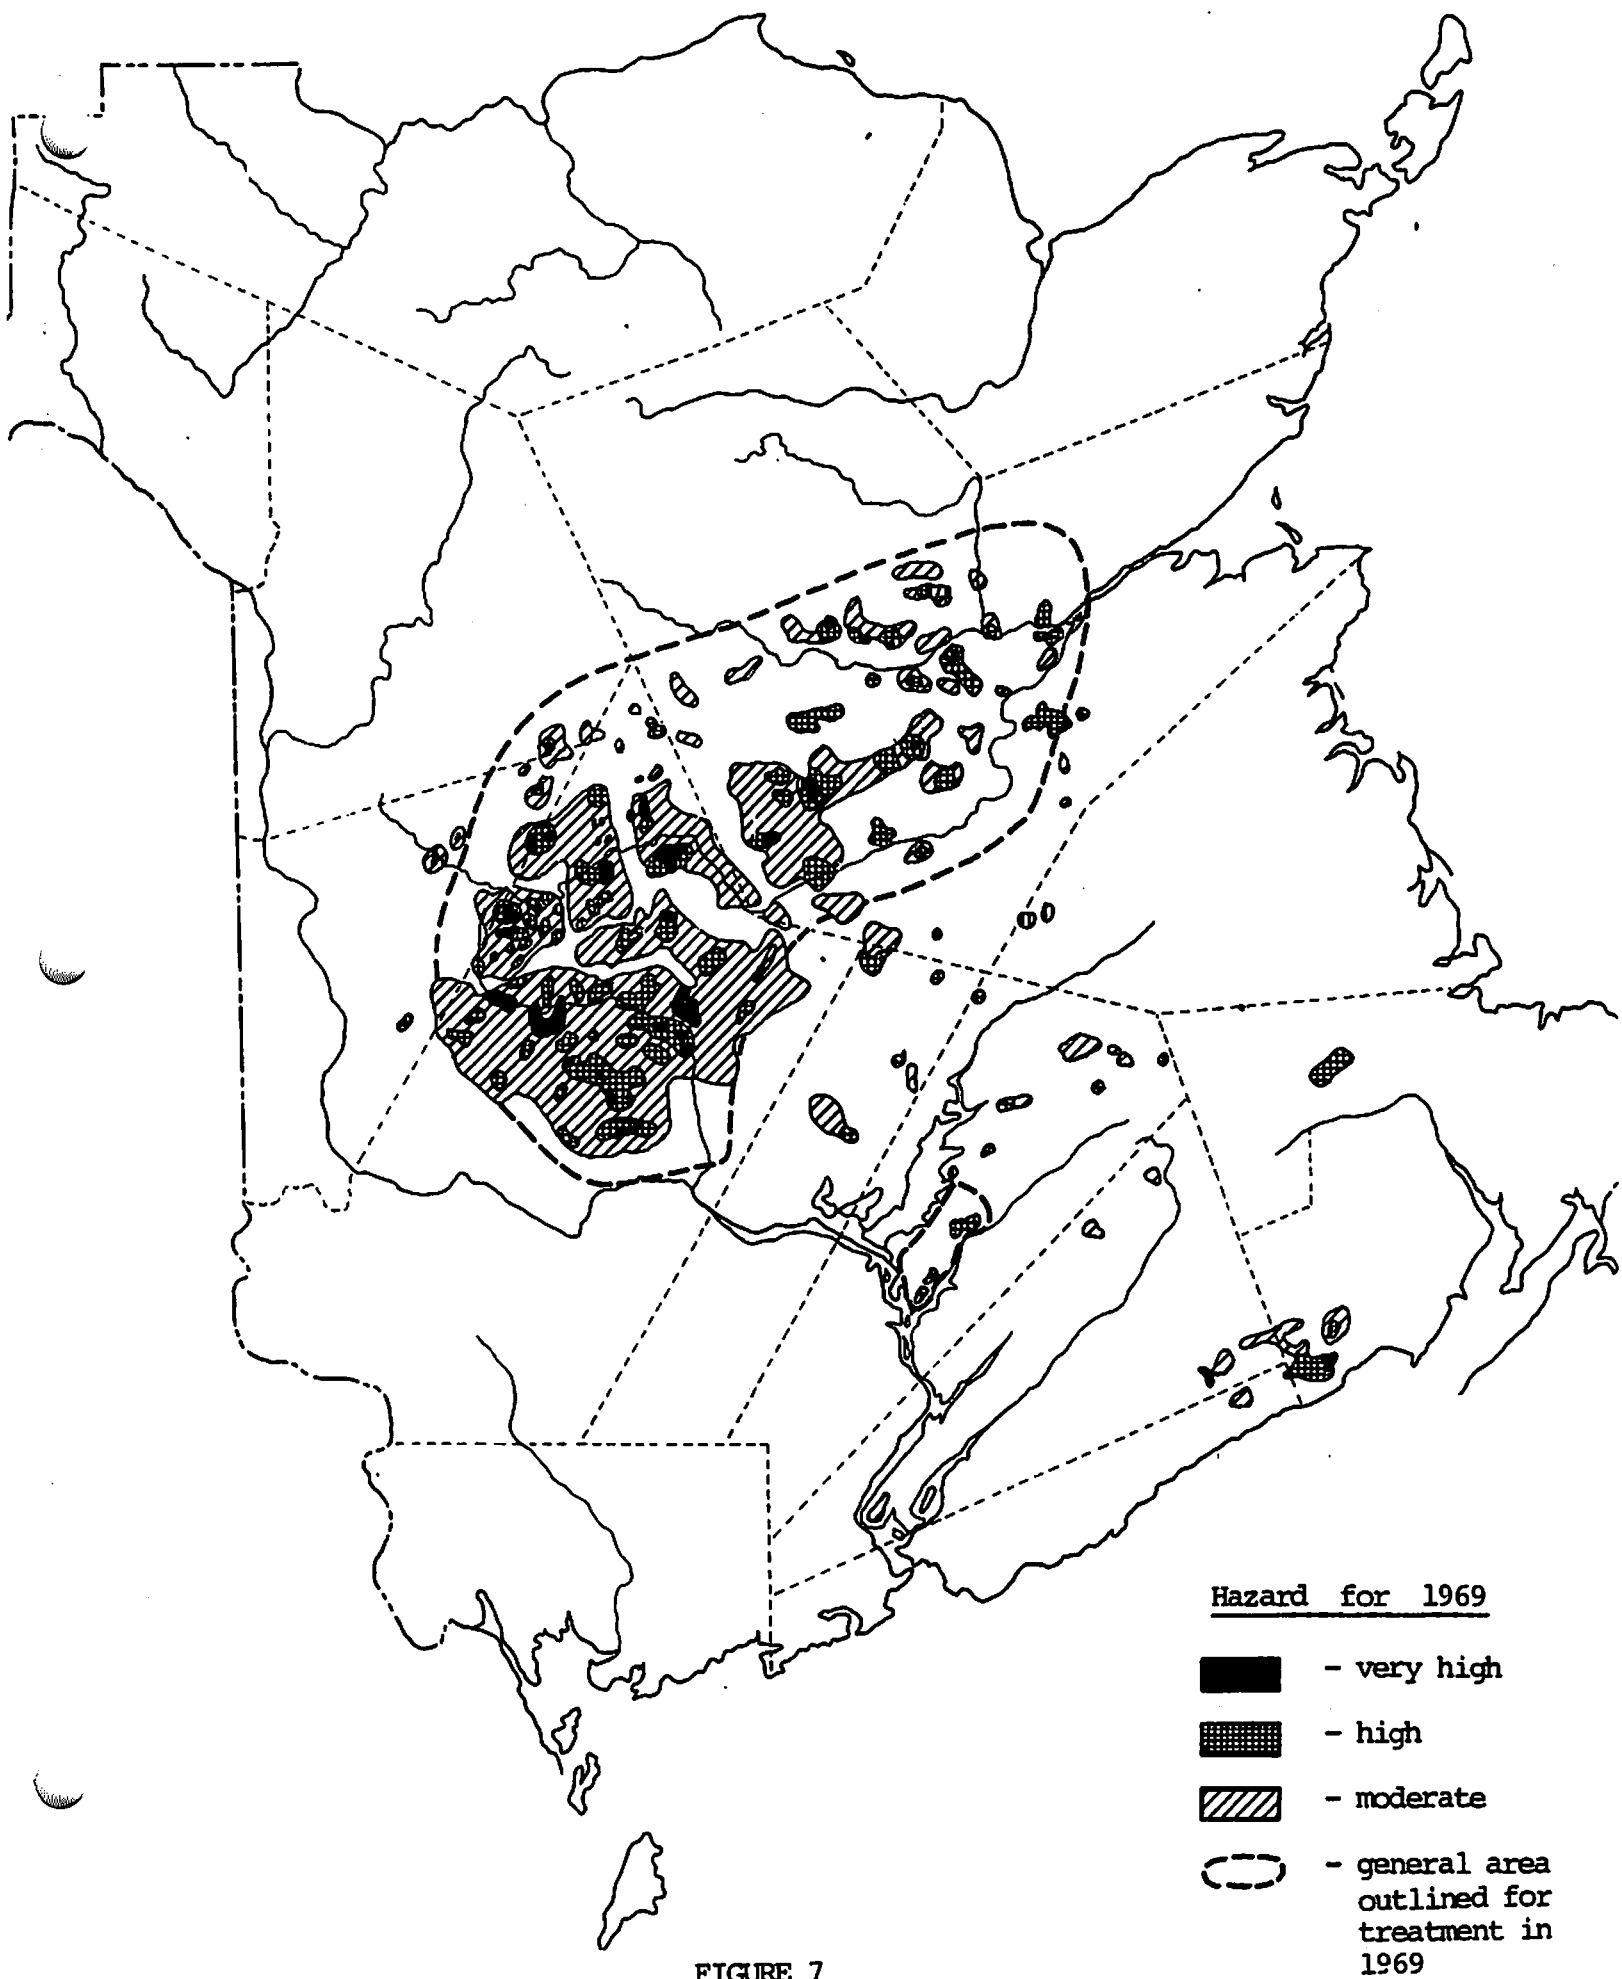 Hazard for 1969
- very high
- high
- moderate
- general area
outlined for
treatment in
1969
FIGURE 7